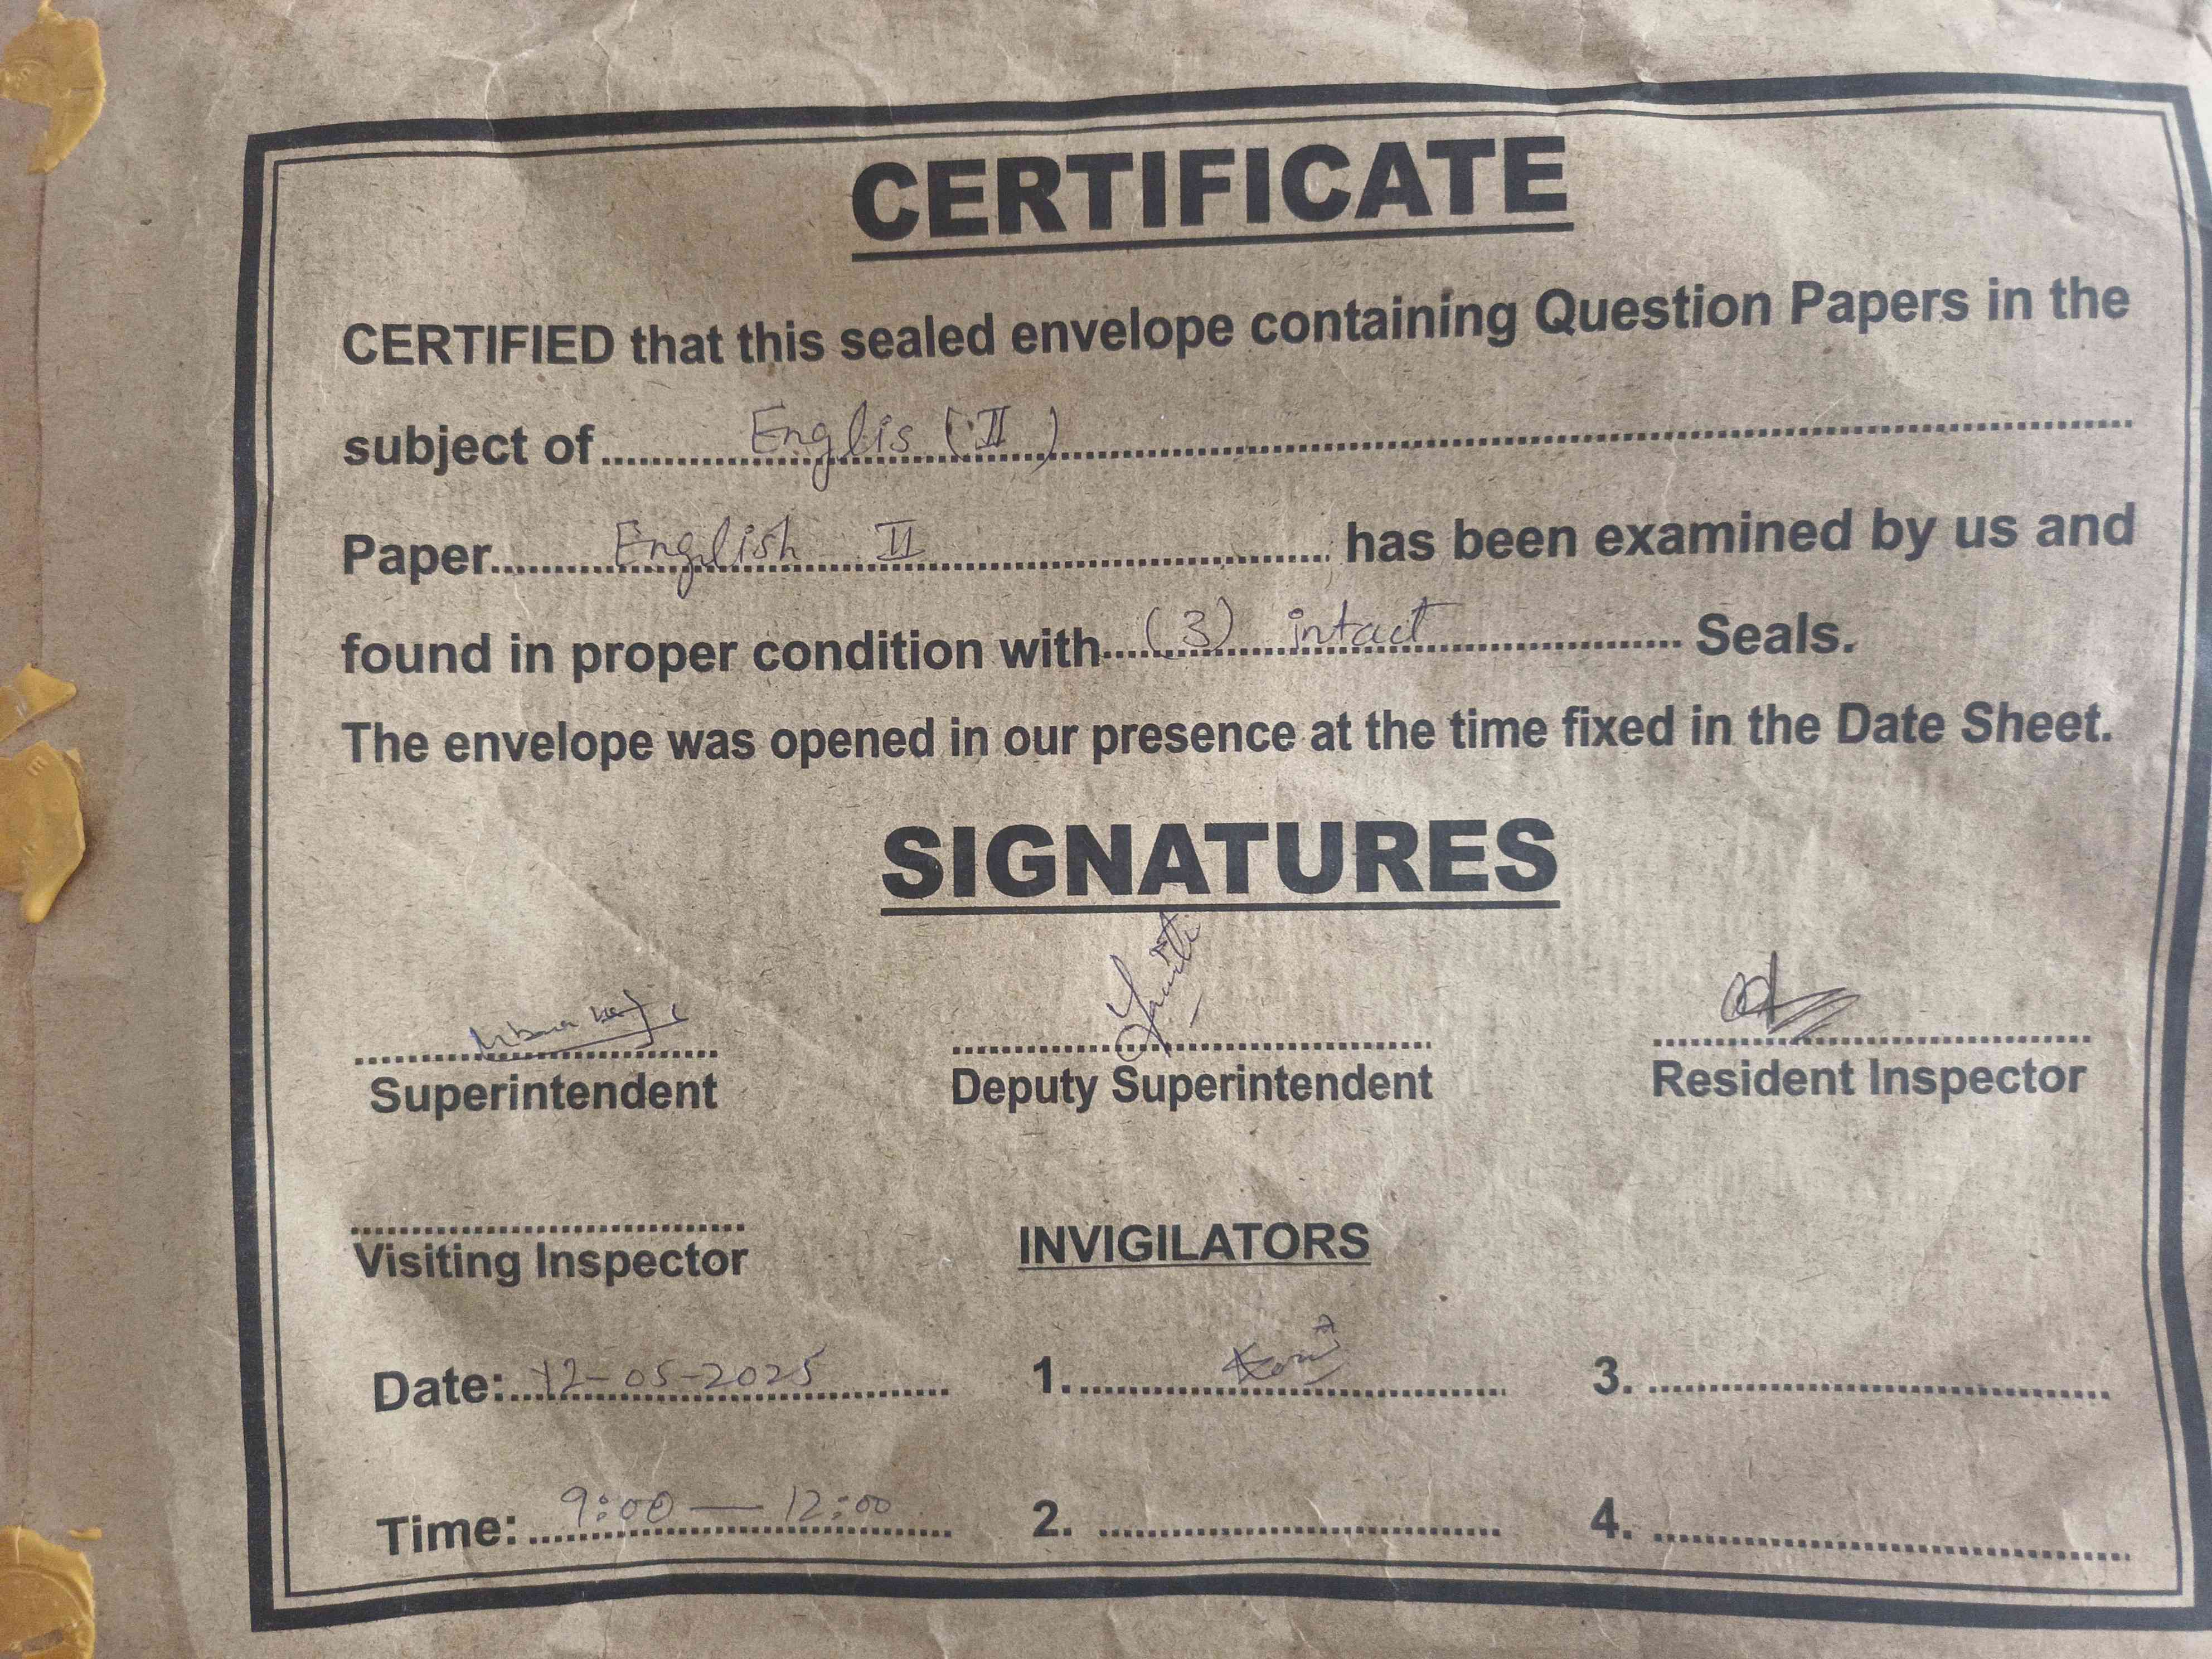 CERTIFICATE
CERTIFIED that this sealed envelope containing Question Papers in the
subject of Englis (II)
Paper English II has been examined by us and
found in proper condition with (3) intact Seals.
The envelope was opened in our presence at the time fixed in the Date Sheet.
SIGNATURES
Superintendent Deputy Superintendent Resident Inspector
Visiting Inspector INVIGILATORS
Date: 12-05-2025 1. 3.
Time: 9:00 — 12:00 2. 4.